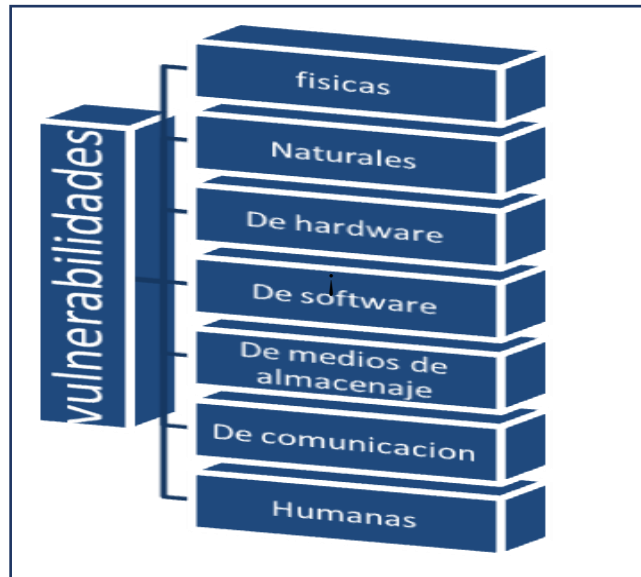 vulnerabilidades
fisicas
Naturales
De hardware
De software
De medios de
almacenaje
De comunicacion
Humanas